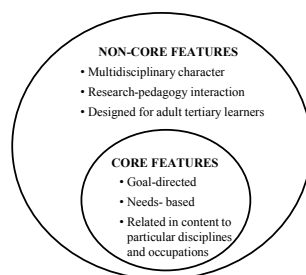 NON-CORE FEATURES
• Multidisciplinary character
• Research-pedagogy interaction
• Designed for adult tertiary learners
CORE FEATURES
• Goal-directed
• Needs- based
• Related in content to
particular disciplines
and occupations